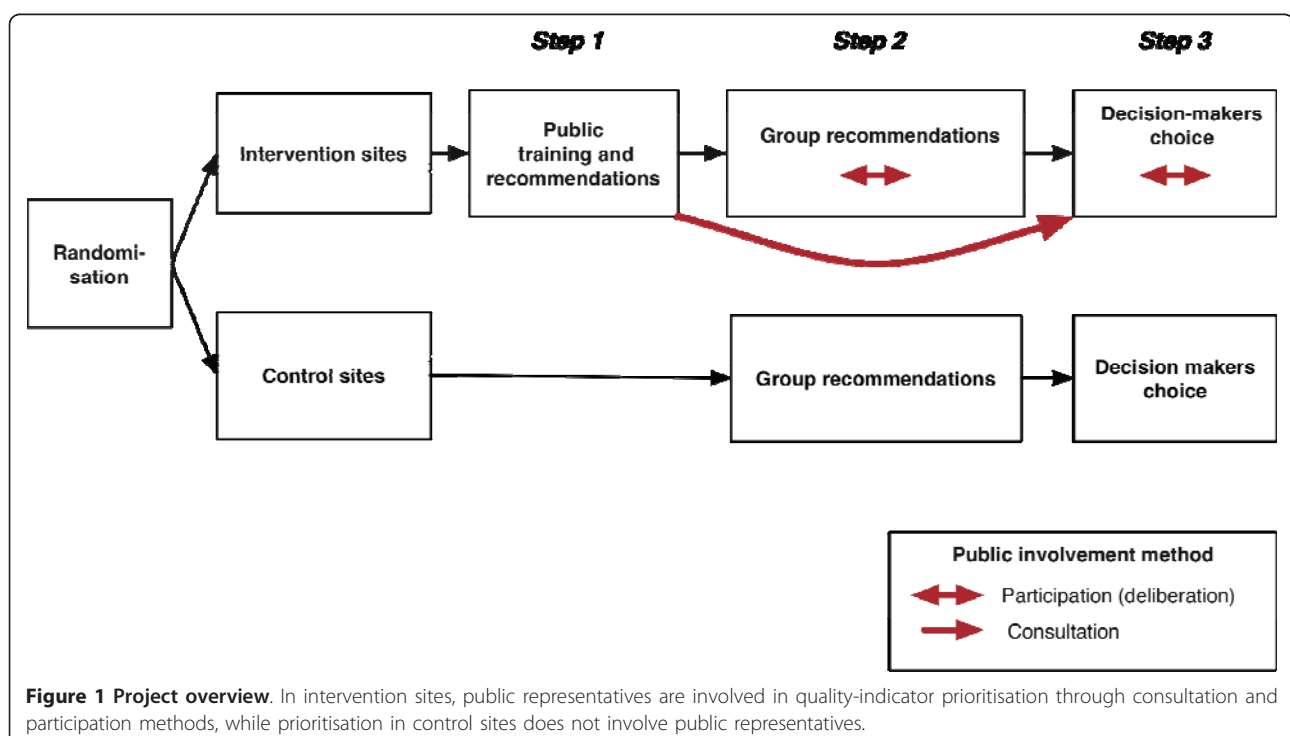 Step 1
Step 2
Step 3
Randomi-
sation
Intervention sites
Public
training and
recommendations
Group recommendations
Decision-makers
choice
Control sites
Group recommendations
Decision makers
choice
Public involvement method
Participation (deliberation)
Consultation
Figure 1 Project overview. In intervention sites, public representatives are involved in quality-indicator prioritisation through consultation and
participation methods, while prioritisation in control sites does not involve public representatives.